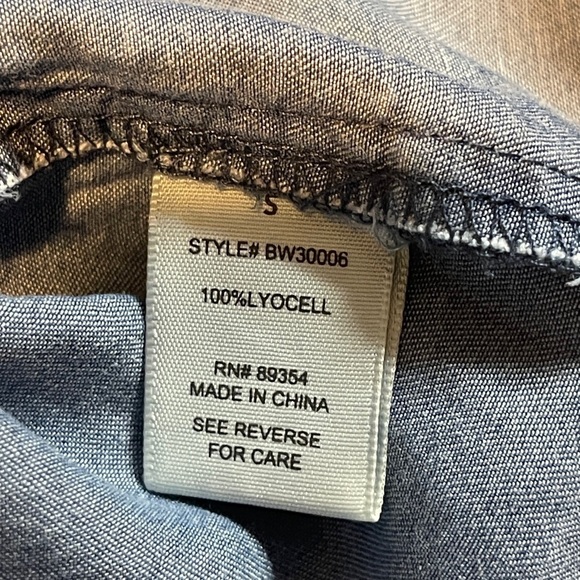 S
STYLE# BW30006
100%LYOCELL
RN# 89354
MADE IN CHINA
SEE REVERSE
FOR CARE